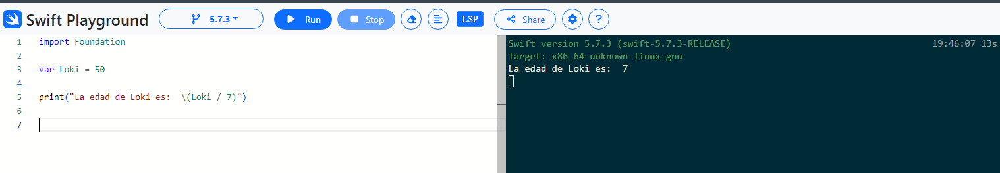 Swift Playground 5.7.3 Run Stop LSP Share ?
1 import Foundation
2
3 var Loki = 50
4
5 print("La edad de Loki es:  \(Loki / 7)")
6
7
Swift version 5.7.3 (swift-5.7.3-RELEASE) 19:46:07 13s
Target: x86_64-unknown-linux-gnu
La edad de Loki es:  7